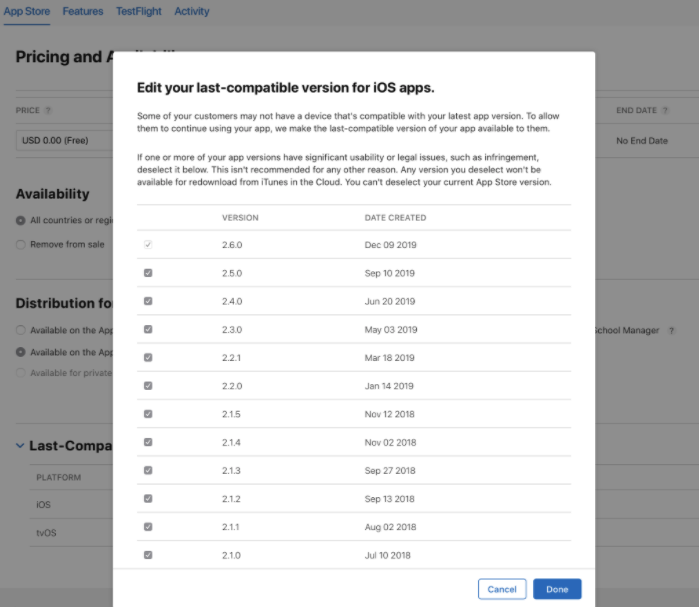 App Store Features TestFlight Activity
Pricing and A
PRICE ?
END DATE ?
USD 0.00 (Free)
No End Date
Availability
All countries or regi
Remove from sale
Distribution fo
Available on the App
School Manager ?
Available on the App
Available for private
Last-Compa
PLATFORM
iOS
tvOS
Edit your last-compatible version for iOS apps.
Some of your customers may not have a device that's compatible with your latest app version. To allow
them to continue using your app, we make the last-compatible version of your app available to them.
If one or more of your app versions have significant usability or legal issues, such as infringement,
deselect it below. This isn't recommended for any other reason. Any version you deselect won't be
available for redownload from iTunes in the Cloud. You can't deselect your current App Store version.
VERSION DATE CREATED
2.6.0 Dec 09 2019
2.5.0 Sep 10 2019
2.4.0 Jun 20 2019
2.3.0 May 03 2019
2.2.1 Mar 18 2019
2.2.0 Jan 14 2019
2.1.5 Nov 12 2018
2.1.4 Nov 02 2018
2.1.3 Sep 27 2018
2.1.2 Sep 13 2018
2.1.1 Aug 02 2018
2.1.0 Jul 10 2018
Cancel Done